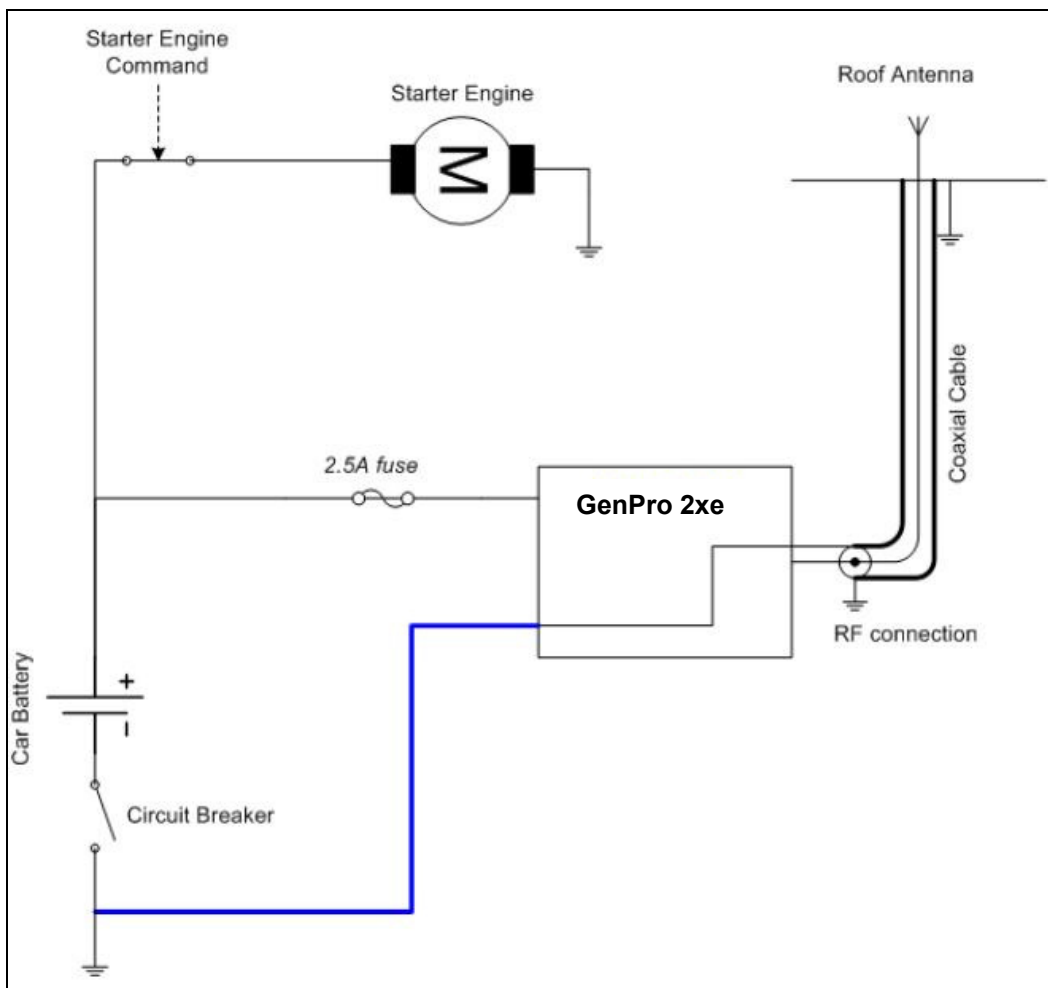 Starter Engine
Command
Starter Engine
M
Roof Antenna
Coaxial Cable
2.5A fuse
GenPro 2xe
RF connection
Car Battery
+
−
Circuit Breaker